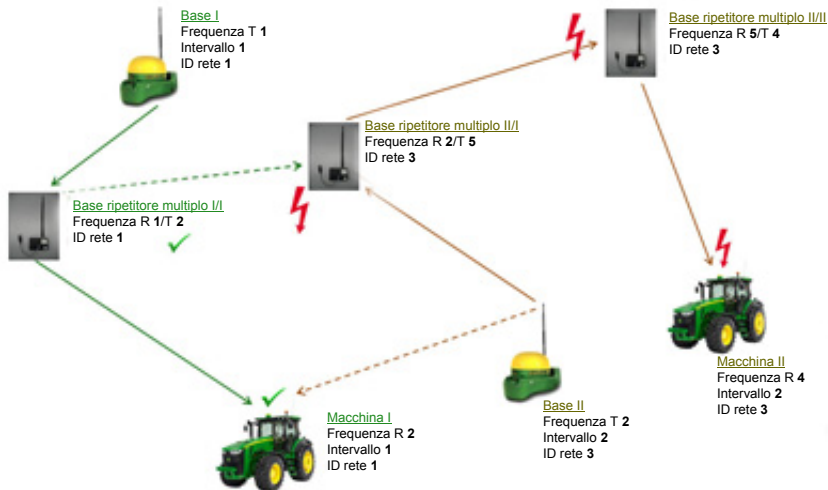 Base I
Frequenza T 1
Intervallo 1
ID rete 1
Base ripetitore multiplo II/II
Frequenza R 5/T 4
ID rete 3
Base ripetitore multiplo II/I
Frequenza R 2/T 5
ID rete 3
Base ripetitore multiplo I/I
Frequenza R 1/T 2
ID rete 1
Macchina II
Frequenza R 4
Intervallo 2
ID rete 3
Base II
Frequenza T 2
Intervallo 2
ID rete 3
Macchina I
Frequenza R 2
Intervallo 1
ID rete 1